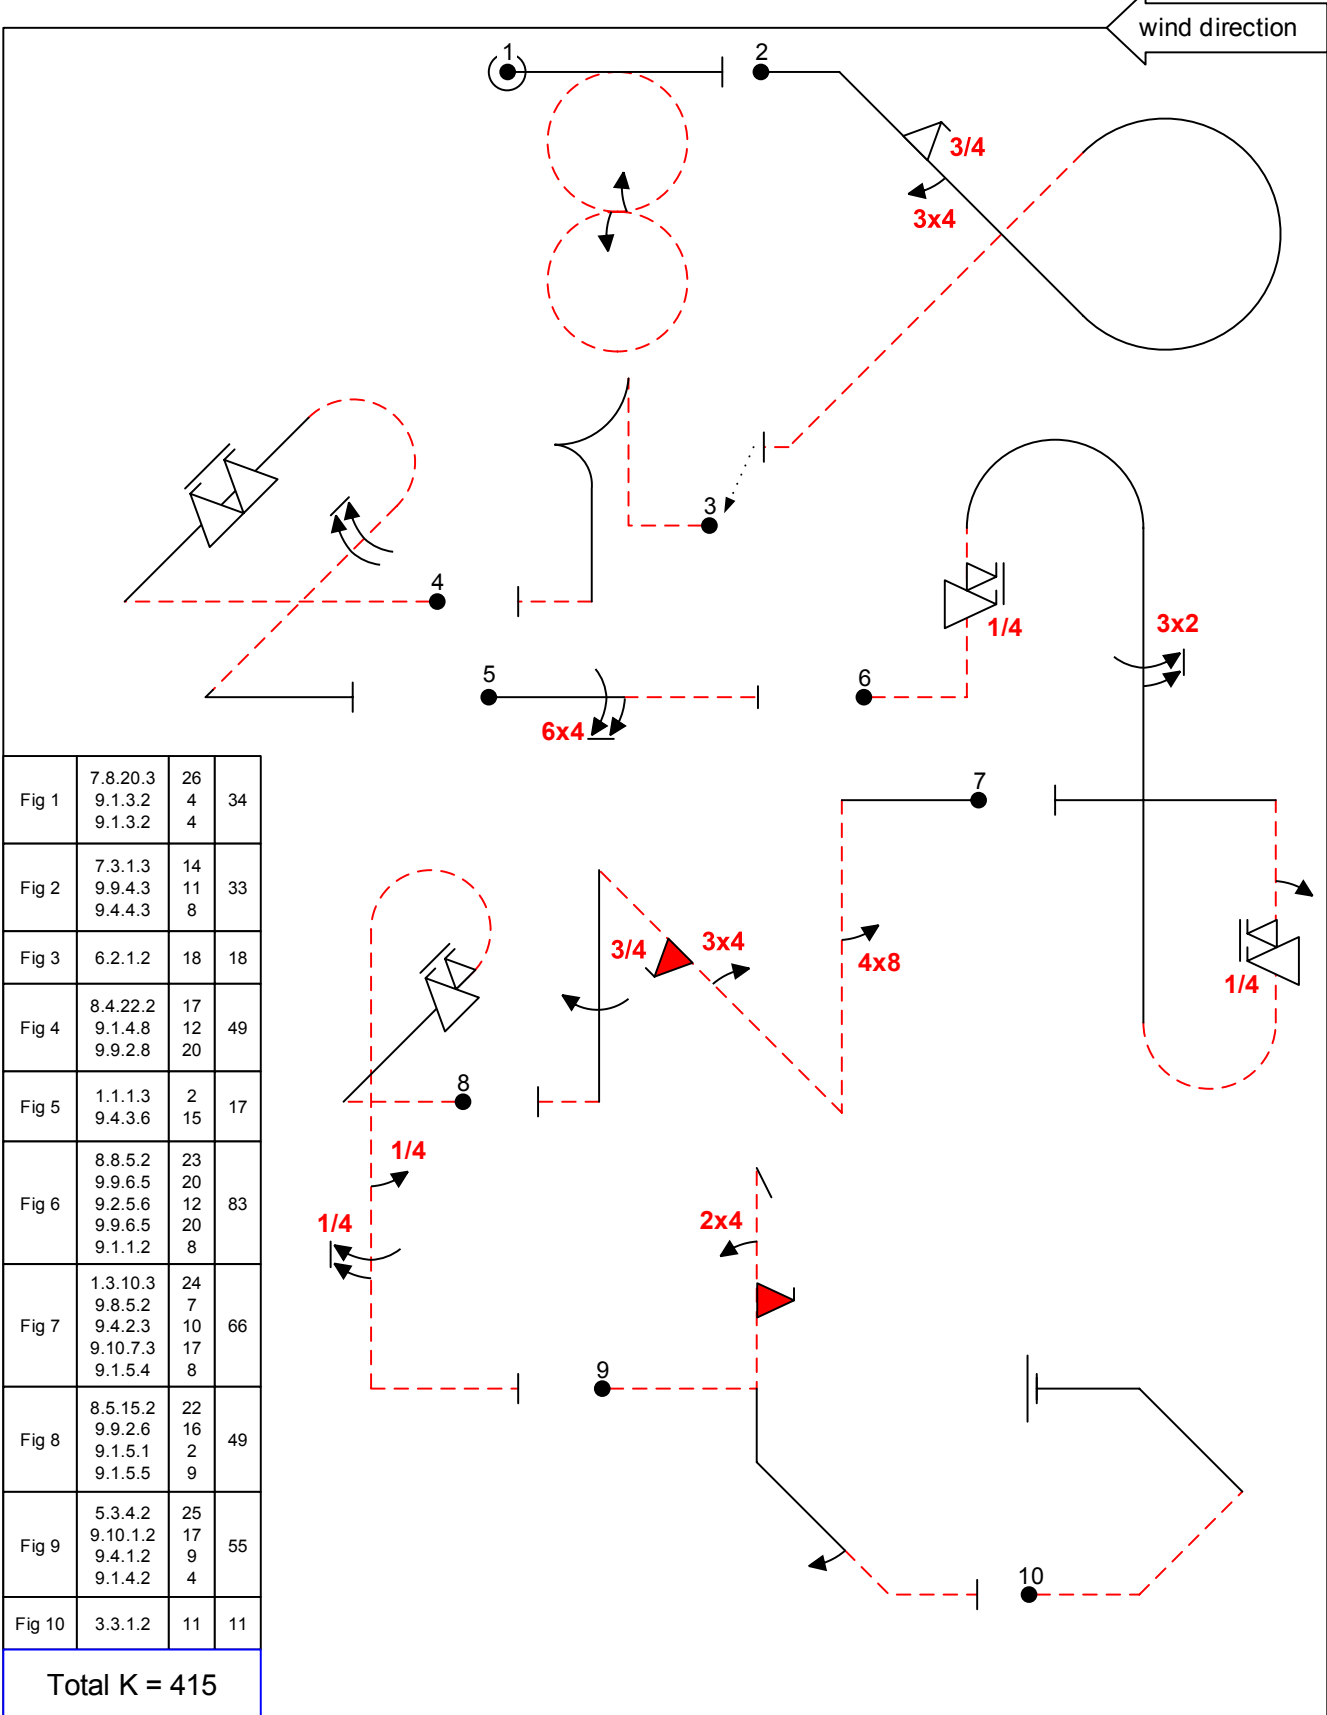 wind direction
1
2
3/4
3x4
3
4
1/4
3x2
5
6
6x4
7
3/4
3x4
4x8
1/4
8
1/4
1/4
2x4
9
10
Fig 1
7.8.20.3 26
9.1.3.2 4 34
9.1.3.2 4
Fig 2
7.3.1.3 14
9.9.4.3 11 33
9.4.4.3 8
Fig 3 6.2.1.2 18 18
Fig 4
8.4.22.2 17
9.1.4.8 12 49
9.9.2.8 20
Fig 5
1.1.1.3 2 17
9.4.3.6 15
Fig 6
8.8.5.2 23
9.9.6.5 20
9.2.5.6 12 83
9.9.6.5 20
9.1.1.2 8
Fig 7
1.3.10.3 24
9.8.5.2 7
9.4.2.3 10 66
9.10.7.3 17
9.1.5.4 8
Fig 8
8.5.15.2 22
9.9.2.6 16 49
9.1.5.1 2
9.1.5.5 9
Fig 9
5.3.4.2 25
9.10.1.2 17 55
9.4.1.2 9
9.1.4.2 4
Fig 10 3.3.1.2 11 11
Total K = 415